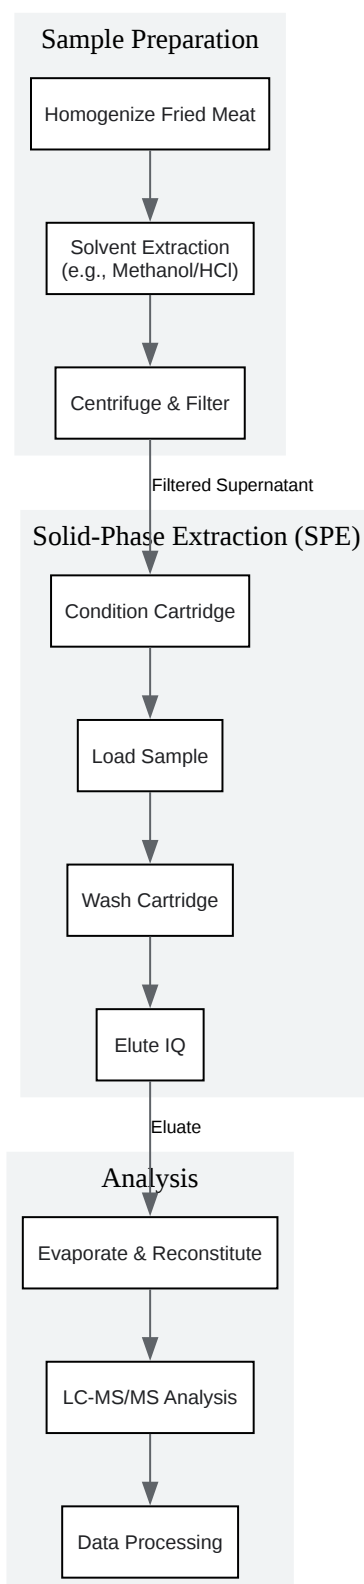 Sample Preparation
Homogenize Fried Meat
Solvent Extraction
(e.g., Methanol/HCl)
Centrifuge & Filter
Filtered Supernatant
Solid-Phase Extraction (SPE)
Condition Cartridge
Load Sample
Wash Cartridge
Elute IQ
Eluate
Analysis
Evaporate & Reconstitute
LC-MS/MS Analysis
Data Processing